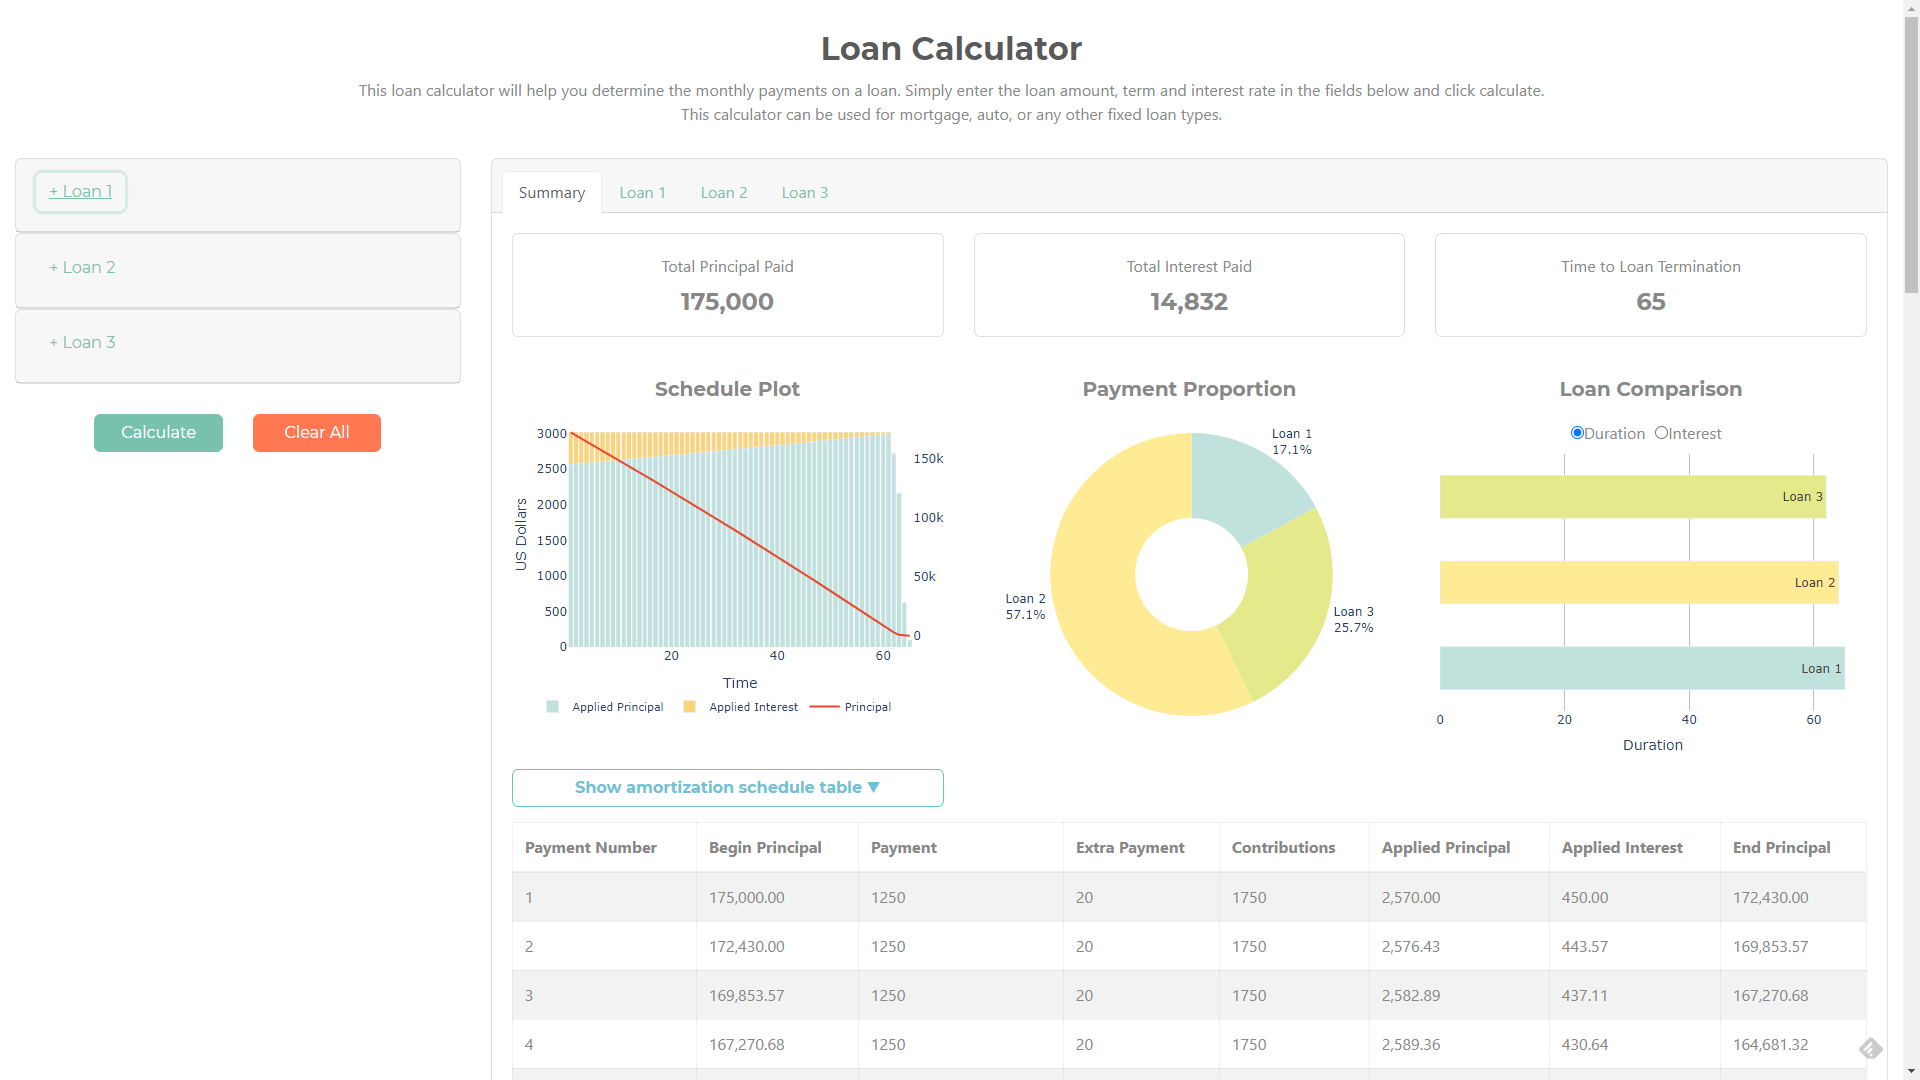 Loan Calculator
This loan calculator will help you determine the monthly payments on a loan. Simply enter the loan amount, term and interest rate in the fields below and click calculate.
This calculator can be used for mortgage, auto, or any other fixed loan types.
+ Loan 1
+ Loan 2
+ Loan 3
Calculate
Clear All
Summary
Loan 1
Loan 2
Loan 3
Total Principal Paid
175,000
Total Interest Paid
14,832
Time to Loan Termination
65
Schedule Plot
3000
2500
2000
1500
1000
500
0
US Dollars
150k
100k
50k
0
20
40
60
Time
Applied Principal
Applied Interest
Principal
Payment Proportion
Loan 1
17.1%
Loan 2
57.1%
Loan 3
25.7%
Loan Comparison
Duration
Interest
Loan 3
Loan 2
Loan 1
0
20
40
60
Duration
Show amortization schedule table ▼
Payment Number Begin Principal Payment Extra Payment Contributions Applied Principal Applied Interest End Principal
1 175,000.00 1250 20 1750 2,570.00 450.00 172,430.00
2 172,430.00 1250 20 1750 2,576.43 443.57 169,853.57
3 169,853.57 1250 20 1750 2,582.89 437.11 167,270.68
4 167,270.68 1250 20 1750 2,589.36 430.64 164,681.32